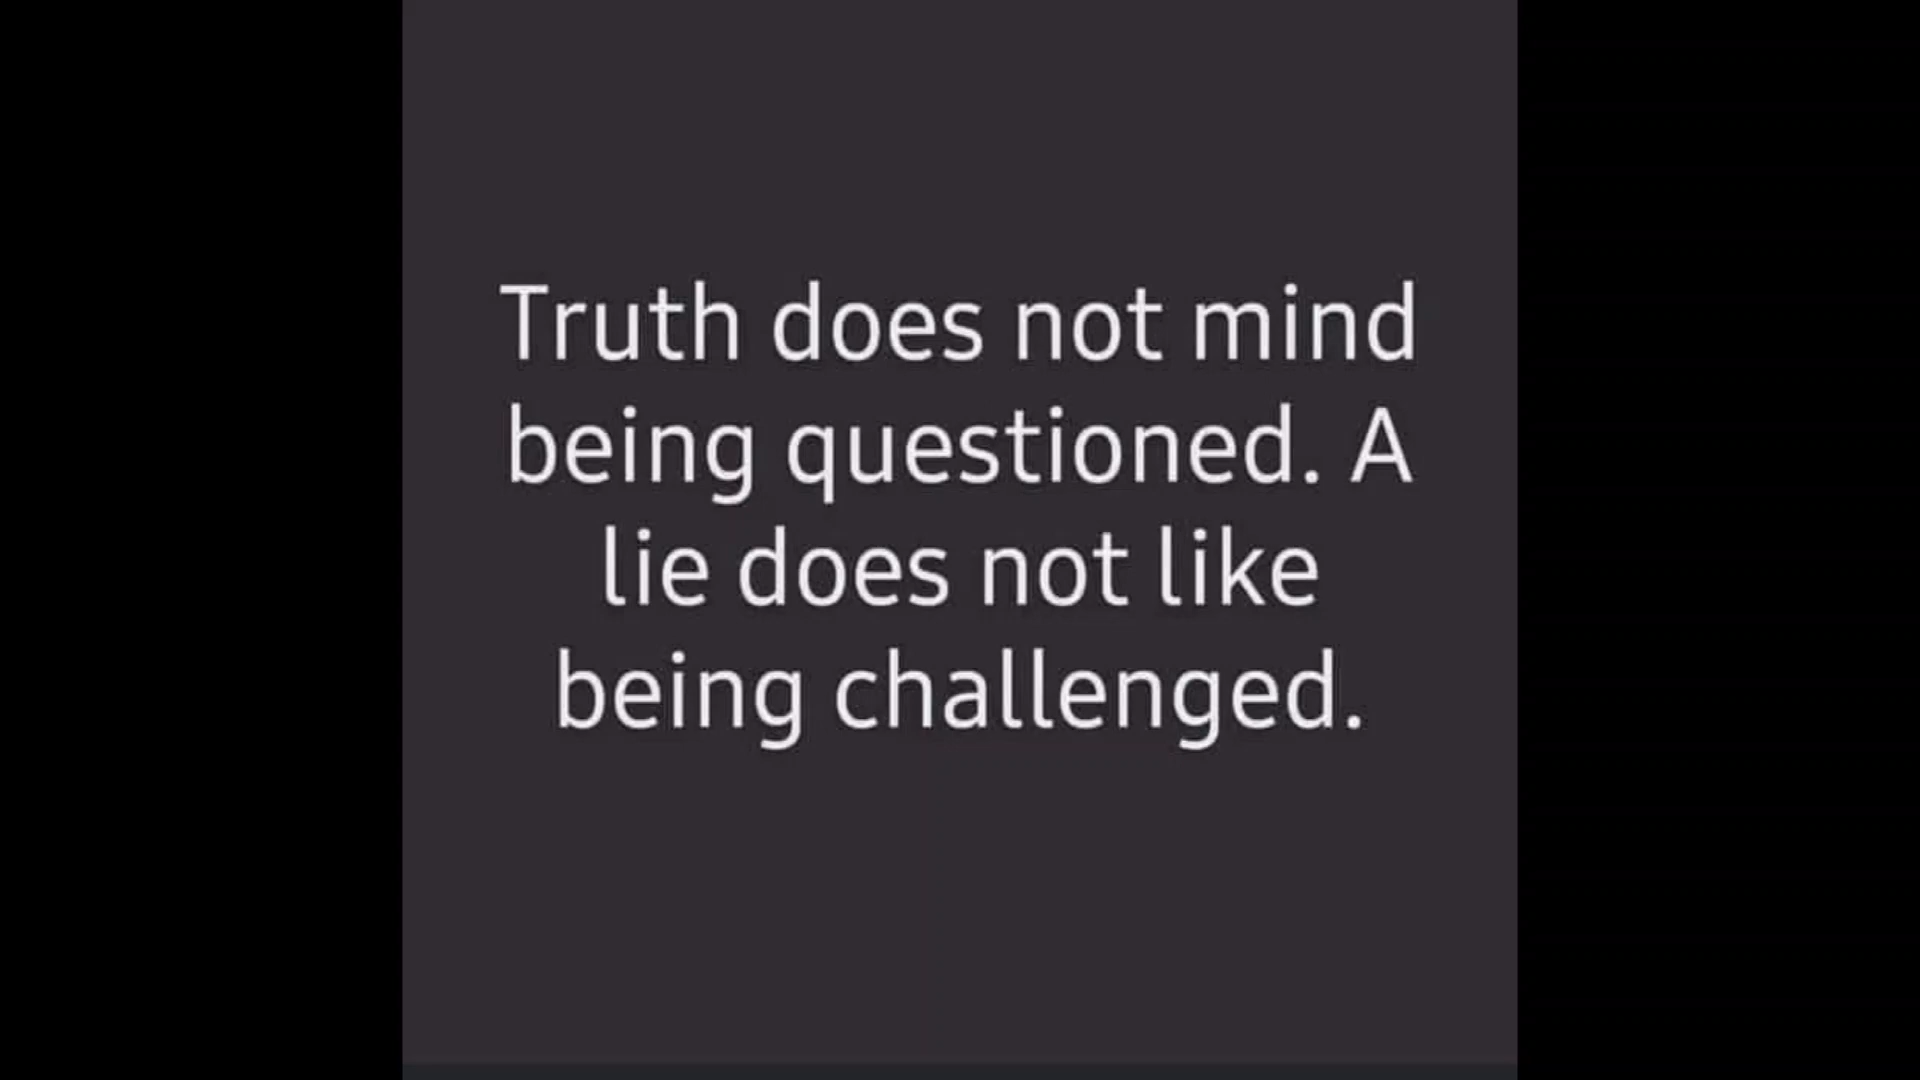 Truth does not mind
being questioned. A
lie does not like
being challenged.